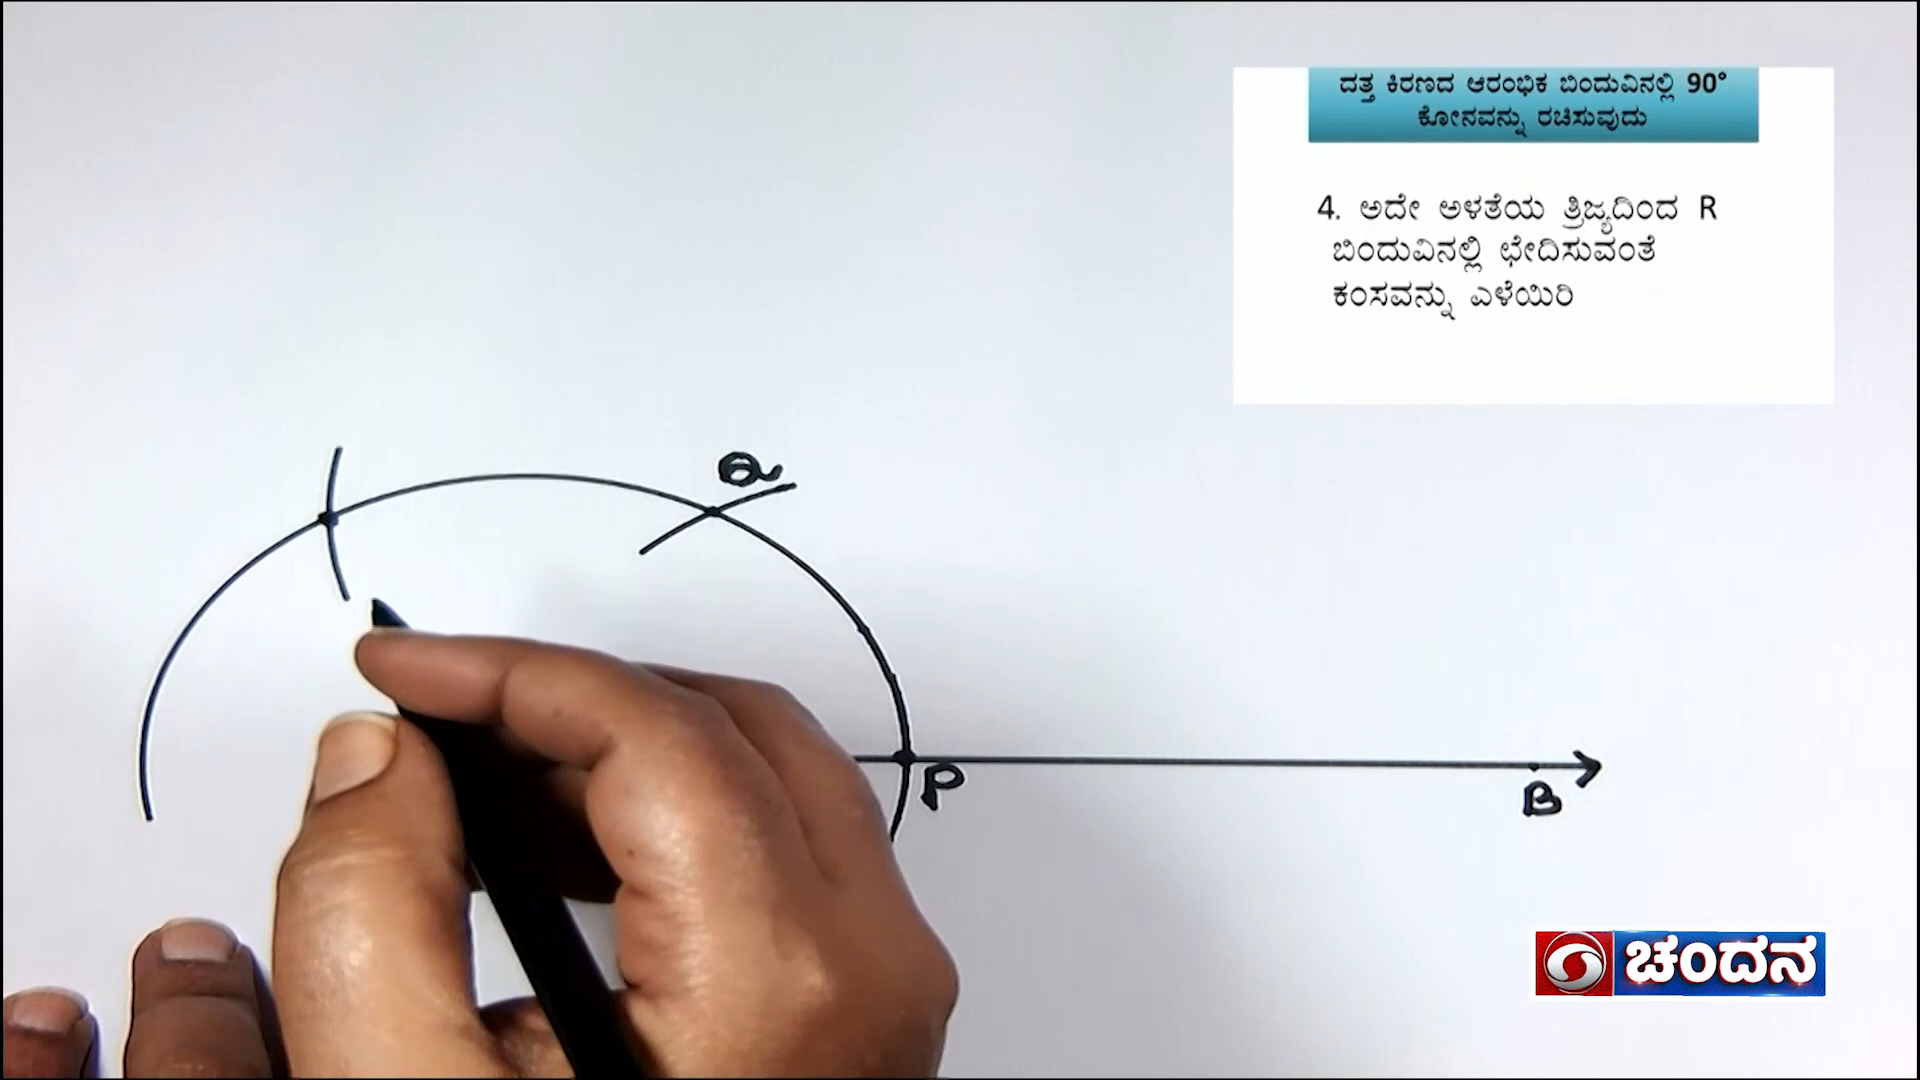 ದತ್ತ ಕಿರಣದ ಆರಂಭಿಕ ಬಿಂದುವಿನಲ್ಲಿ 90°
ಕೋನವನ್ನು ರಚಿಸುವುದು
4. ಅದೇ ಅಳತೆಯ ತ್ರಿಜ್ಯದಿಂದ R
ಬಿಂದುವಿನಲ್ಲಿ ಛೇದಿಸುವಂತೆ
ಕಂಸವನ್ನು ಎಳೆಯಿರಿ
Q
P
B
ಚಂದನ